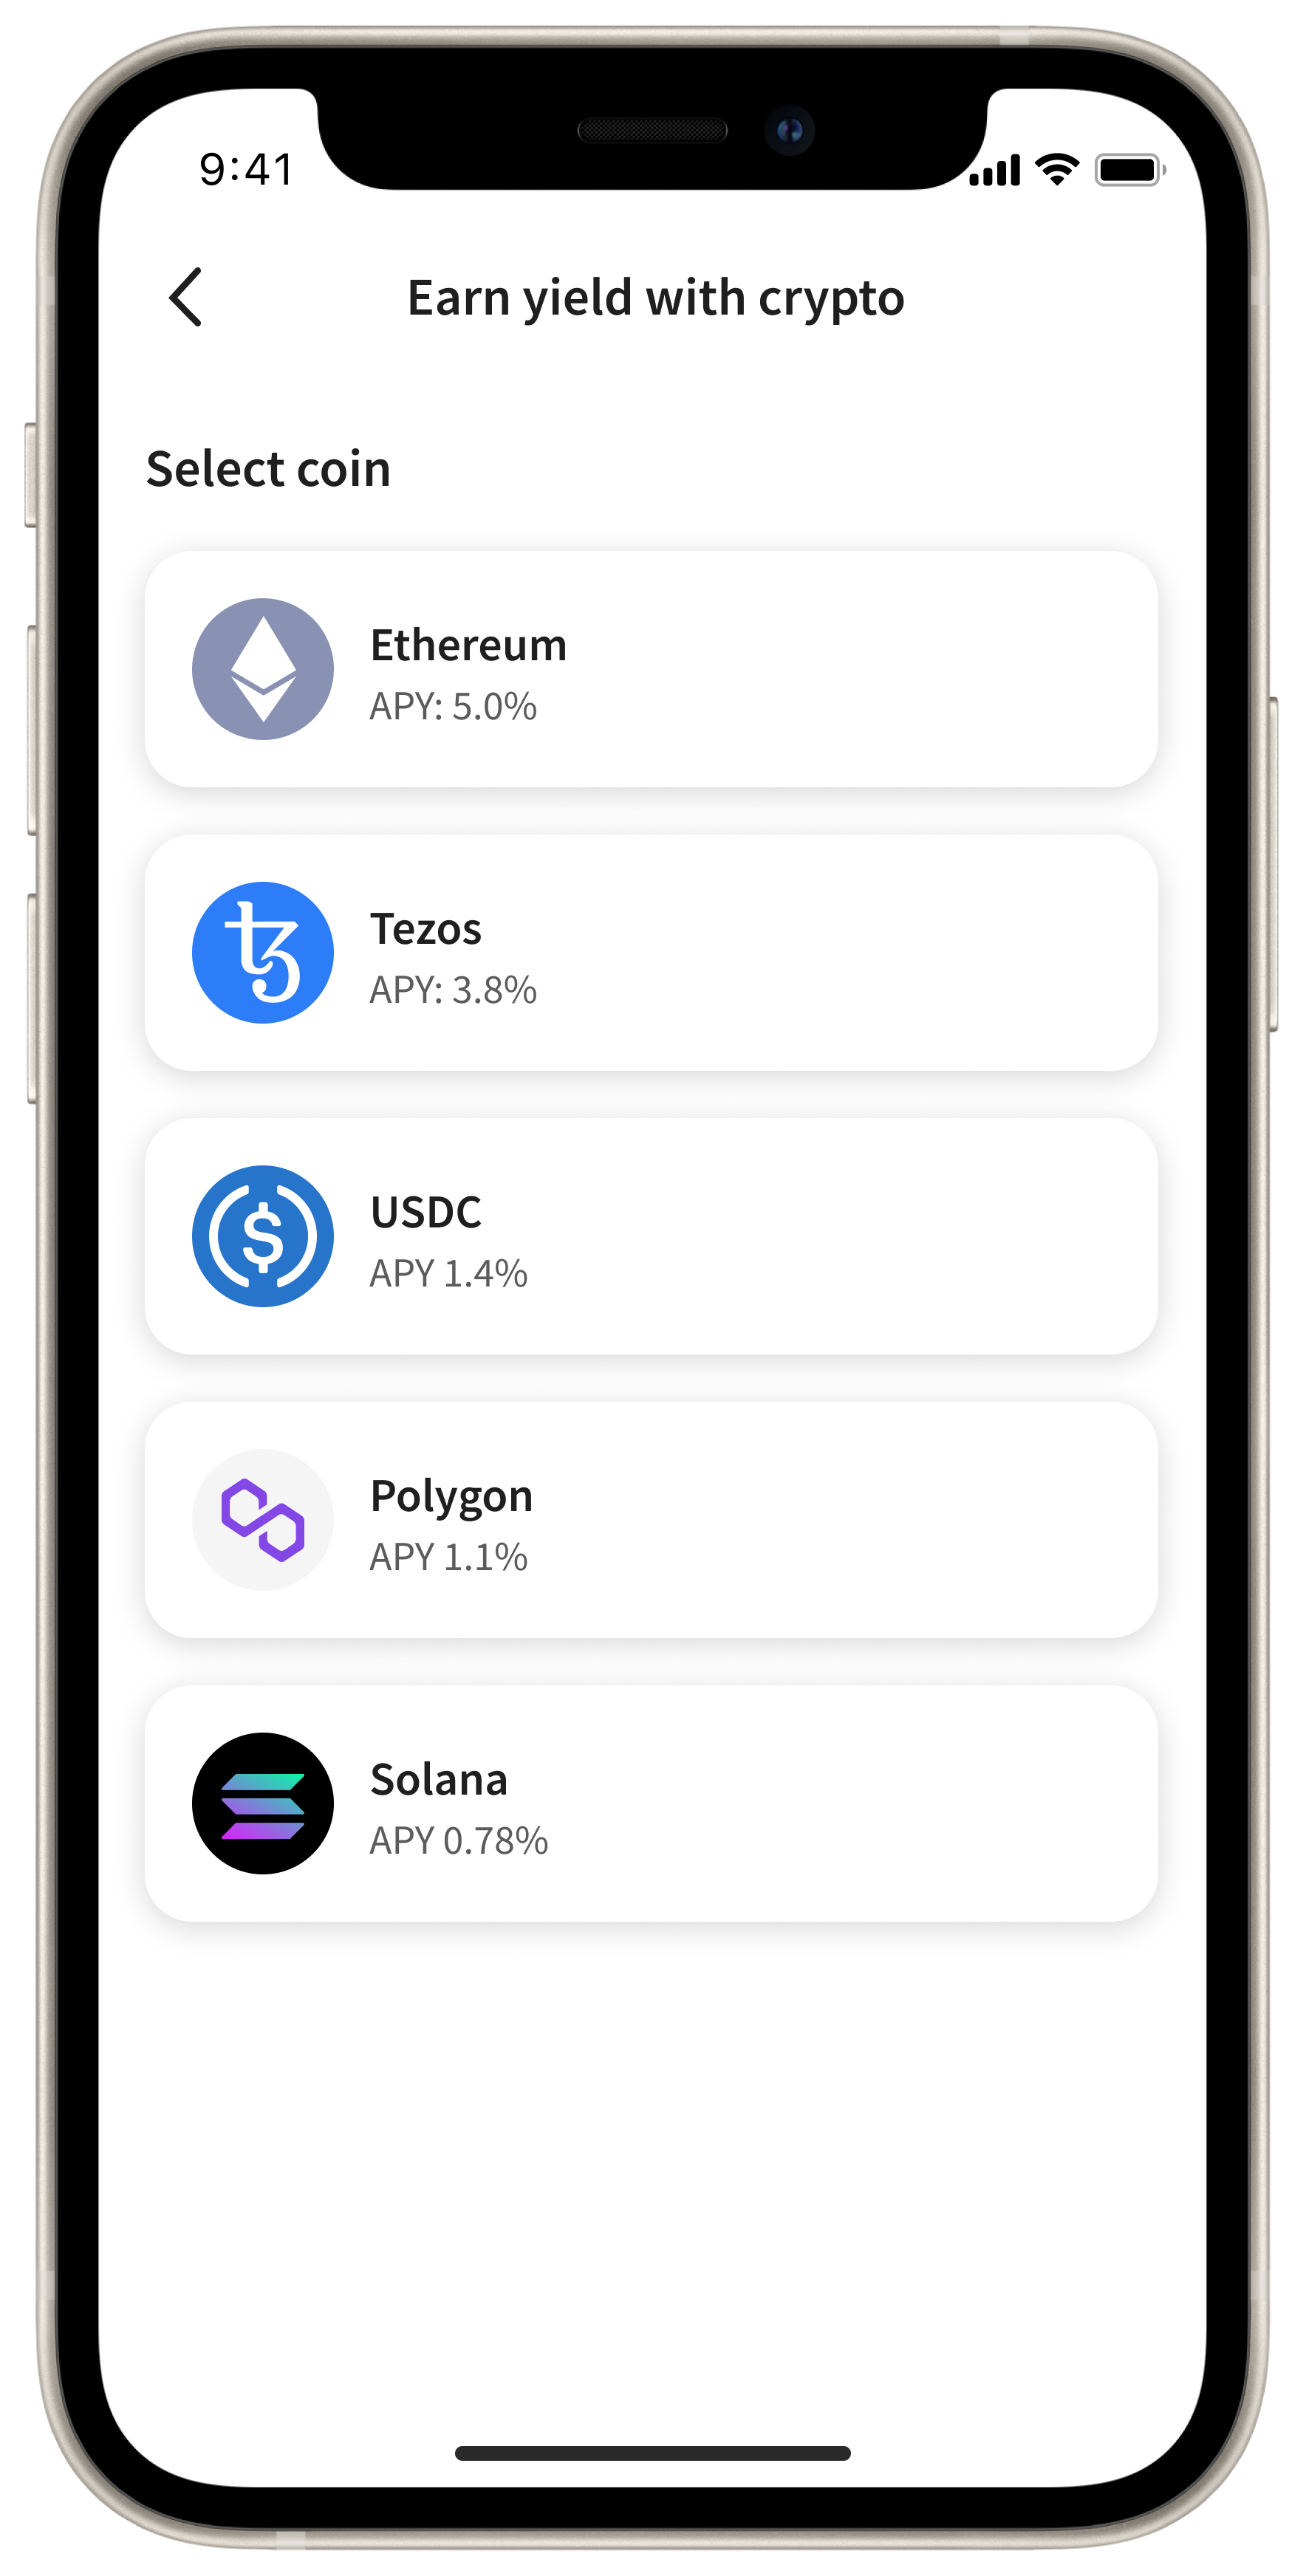 9:41
Earn yield with crypto
Select coin
Ethereum
APY: 5.0%
Tezos
APY: 3.8%
USDC
APY 1.4%
Polygon
APY 1.1%
Solana
APY 0.78%